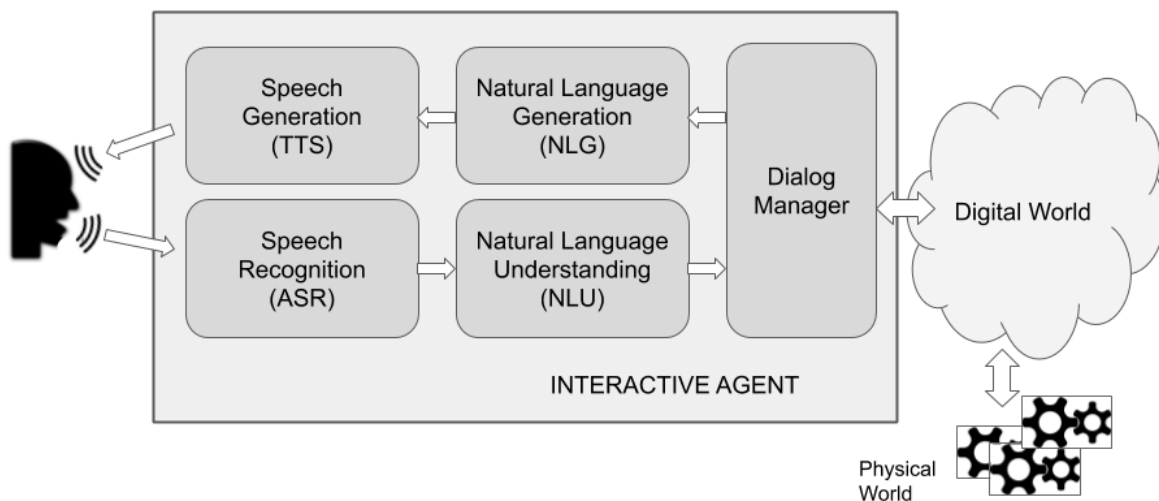 Speech
Generation
(TTS)
Natural Language
Generation
(NLG)
Dialog
Manager
Digital World
Speech
Recognition
(ASR)
Natural Language
Understanding
(NLU)
INTERACTIVE AGENT
Physical
World